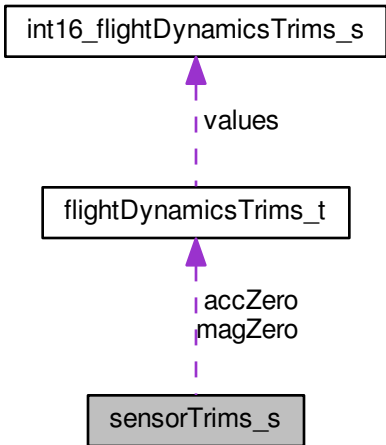 int16_flightDynamicsTrims_s
values
flightDynamicsTrims_t
accZero
magZero
sensorTrims_s